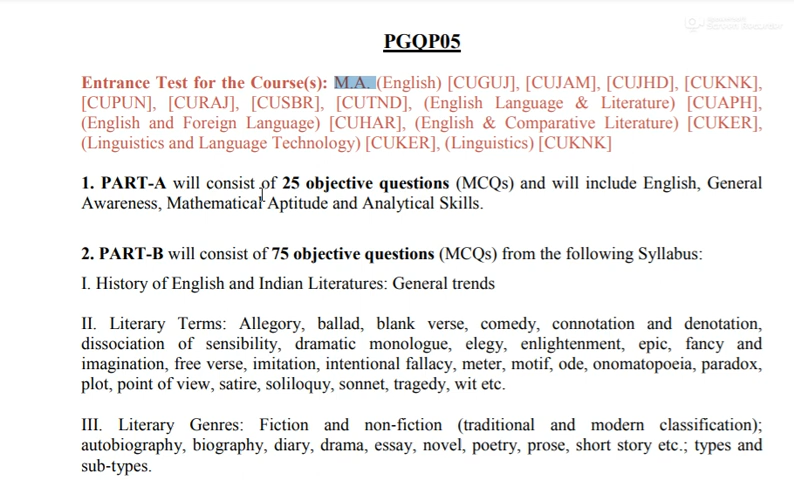 PGQP05
Entrance Test for the Course(s): M.A. (English) [CUGUJ], [CUJAM], [CUJHD], [CUKNK],
[CUPUN], [CURAJ], [CUSBR], [CUTND], (English Language & Literature) [CUAPH],
(English and Foreign Language) [CUHAR], (English & Comparative Literature) [CUKER],
(Linguistics and Language Technology) [CUKER], (Linguistics) [CUKNK]
1. PART-A will consist of 25 objective questions (MCQs) and will include English, General
Awareness, Mathematical Aptitude and Analytical Skills.
2. PART-B will consist of 75 objective questions (MCQs) from the following Syllabus:
I. History of English and Indian Literatures: General trends
II. Literary Terms: Allegory, ballad, blank verse, comedy, connotation and denotation,
dissociation of sensibility, dramatic monologue, elegy, enlightenment, epic, fancy and
imagination, free verse, imitation, intentional fallacy, meter, motif, ode, onomatopoeia, paradox,
plot, point of view, satire, soliloquy, sonnet, tragedy, wit etc.
III. Literary Genres: Fiction and non-fiction (traditional and modern classification);
autobiography, biography, diary, drama, essay, novel, poetry, prose, short story etc.; types and
sub-types.